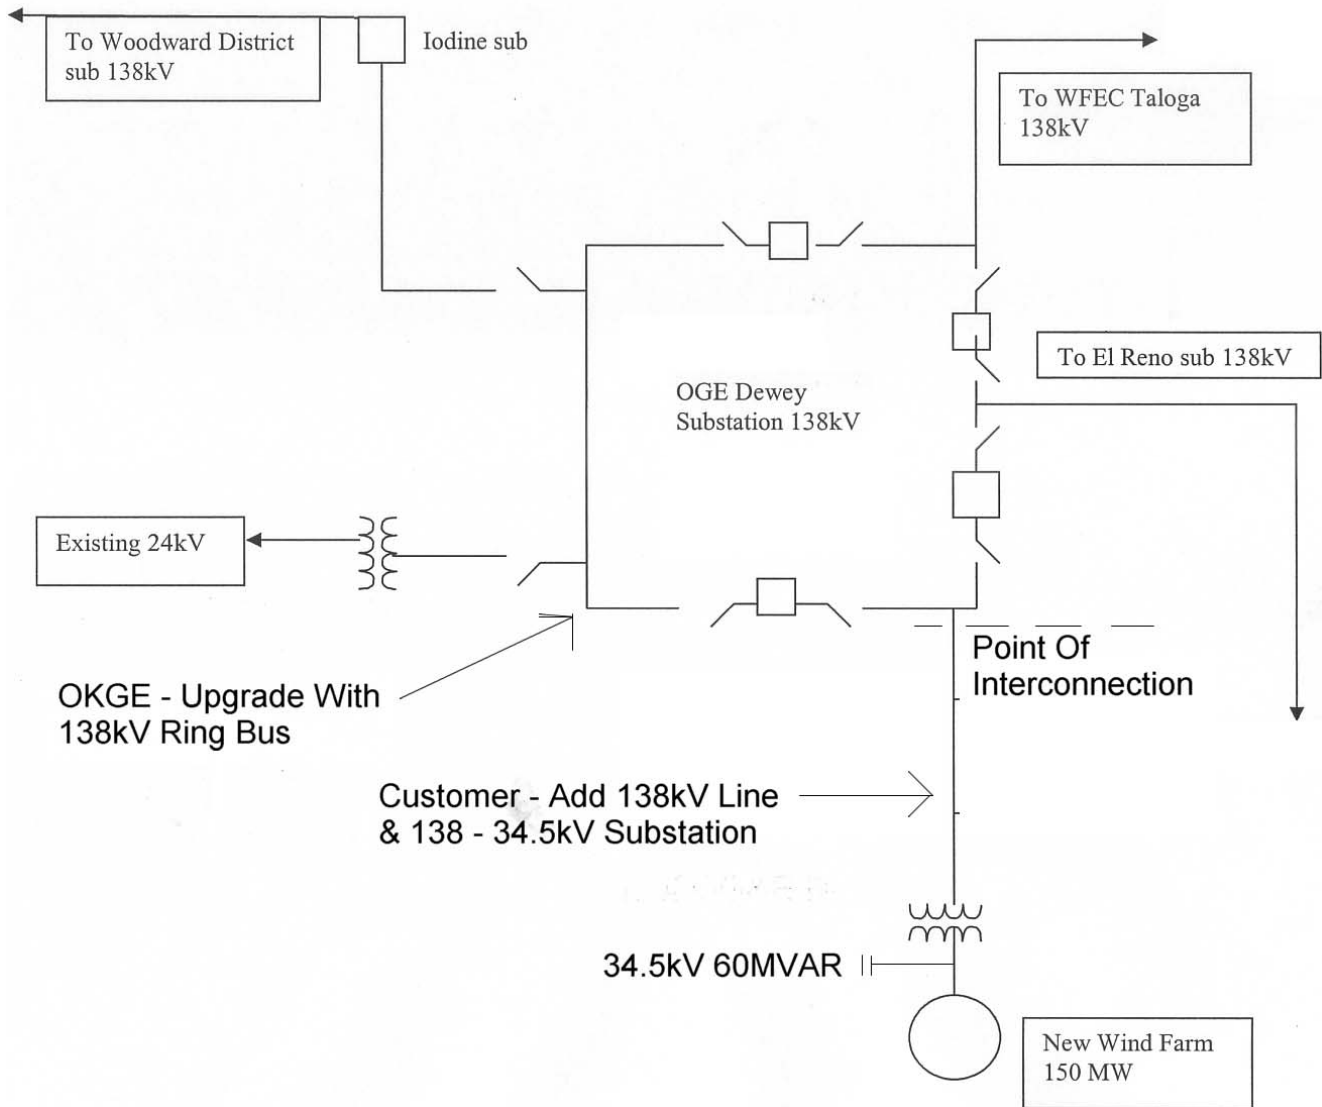 To Woodward District
sub 138kV
Iodine sub
To WFEC Taloga
138kV
To El Reno sub 138kV
OGE Dewey
Substation 138kV
Existing 24kV
Point Of
Interconnection
OKGE - Upgrade With
138kV Ring Bus
Customer - Add 138kV Line
& 138 - 34.5kV Substation
34.5kV 60MVAR
New Wind Farm
150 MW